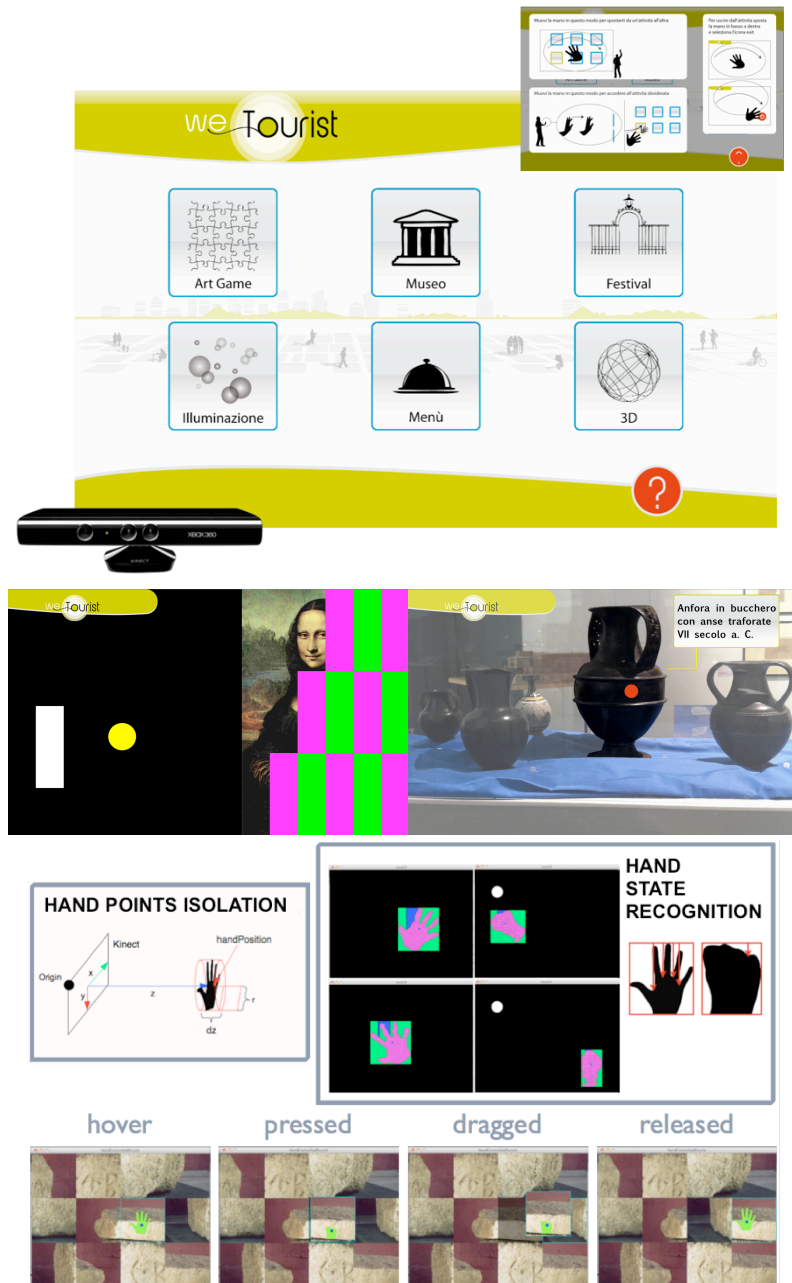 Muovi la mano in questo modo per spostarti da un'attività all'altra
Per uscire dall'attività sposta
la mano in basso a destra
e seleziona l'icona exit
Muovi la mano in questo modo per accedere all'attività desiderata
we Tourist
Art Game
Museo
Festival
Illuminazione
Menù
3D
?
?
XBOX 360
KINECT
we Tourist
we Tourist
Anfora in bucchero
con anse traforate
VII secolo a. C.
HAND POINTS ISOLATION
Kinect
handPosition
Origin
x
y
z
r
dz
HAND
STATE
RECOGNITION
hover
pressed
dragged
released